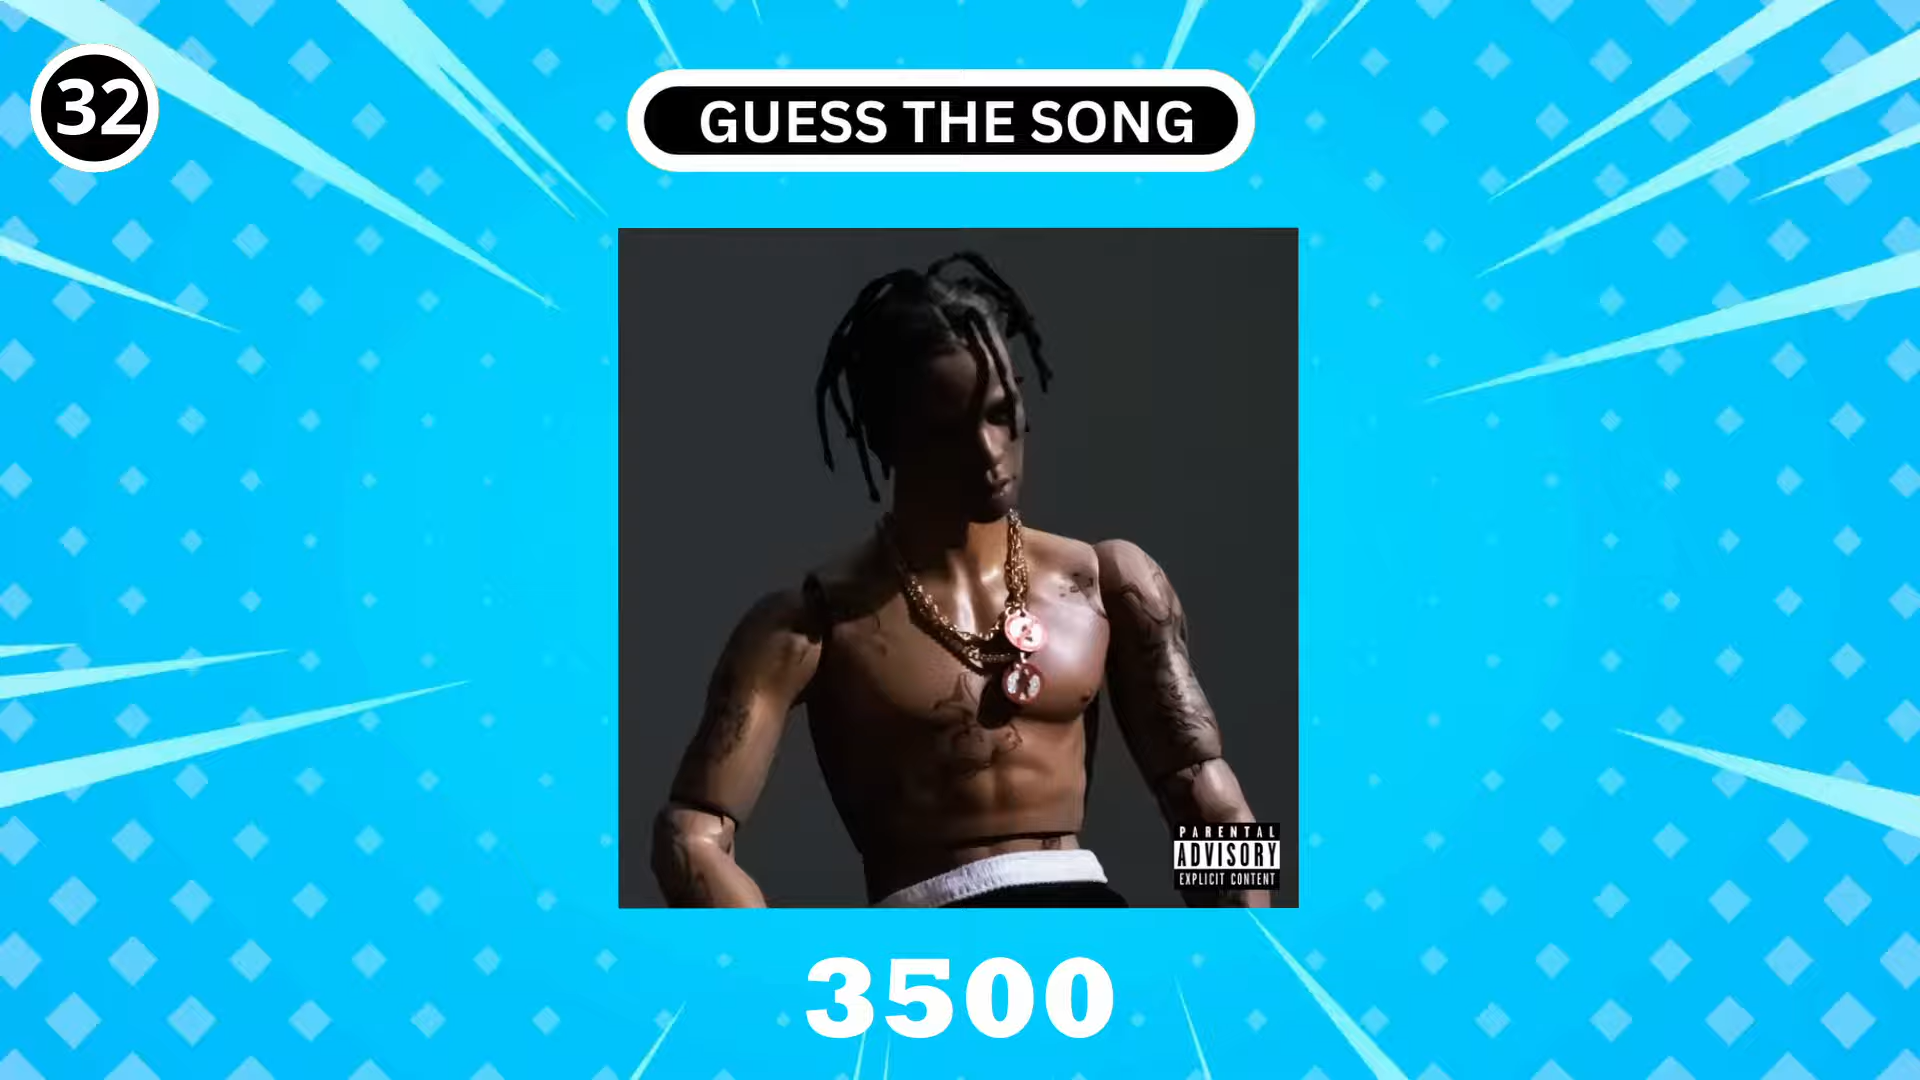 32
GUESS THE SONG
PARENTAL
ADVISORY
EXPLICIT CONTENT
3500